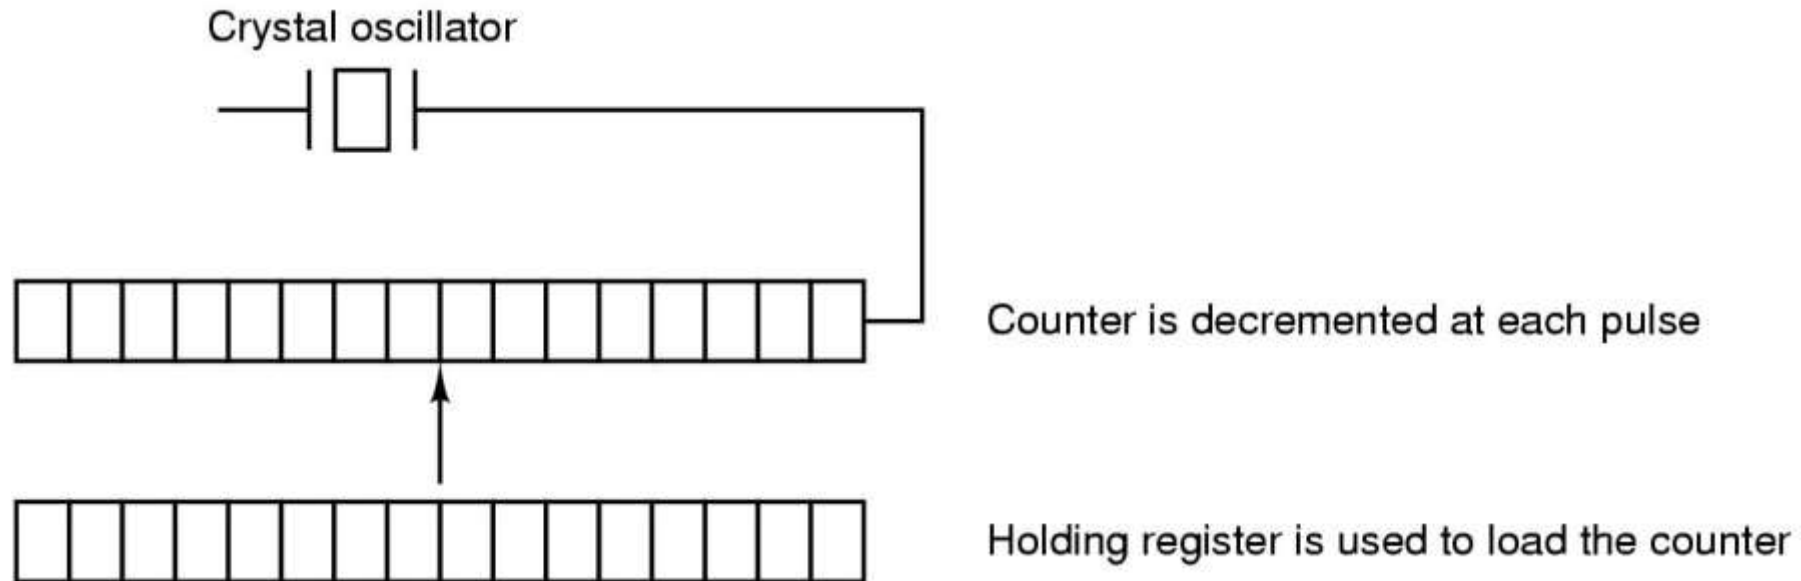 Crystal oscillator
Counter is decremented at each pulse
Holding register is used to load the counter